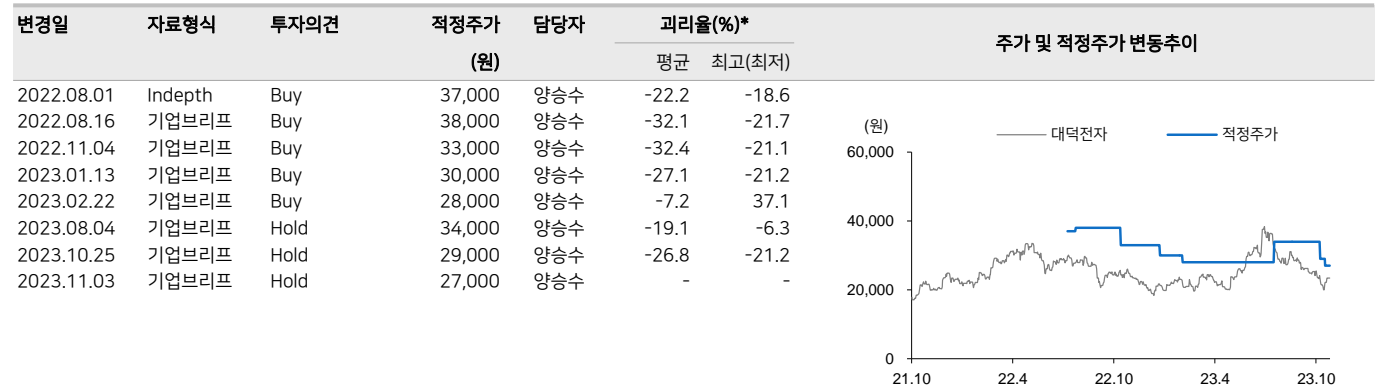 변경일 자료형식 투자의견 적정주가 담당자 괴리율(%)* 주가 및 적정주가 변동추이
(원) 평균 최고(최저)
2022.08.01 Indepth Buy 37,000 양승수 -22.2 -18.6
2022.08.16 기업브리프 Buy 38,000 양승수 -32.1 -21.7
2022.11.04 기업브리프 Buy 33,000 양승수 -32.4 -21.1
2023.01.13 기업브리프 Buy 30,000 양승수 -27.1 -21.2
2023.02.22 기업브리프 Buy 28,000 양승수 -7.2 37.1
2023.08.04 기업브리프 Hold 34,000 양승수 -19.1 -6.3
2023.10.25 기업브리프 Hold 29,000 양승수 -26.8 -21.2
2023.11.03 기업브리프 Hold 27,000 양승수 - -
(원) 대덕전자 적정주가
60,000
40,000
20,000
0
21.10 22.4 22.10 23.4 23.10